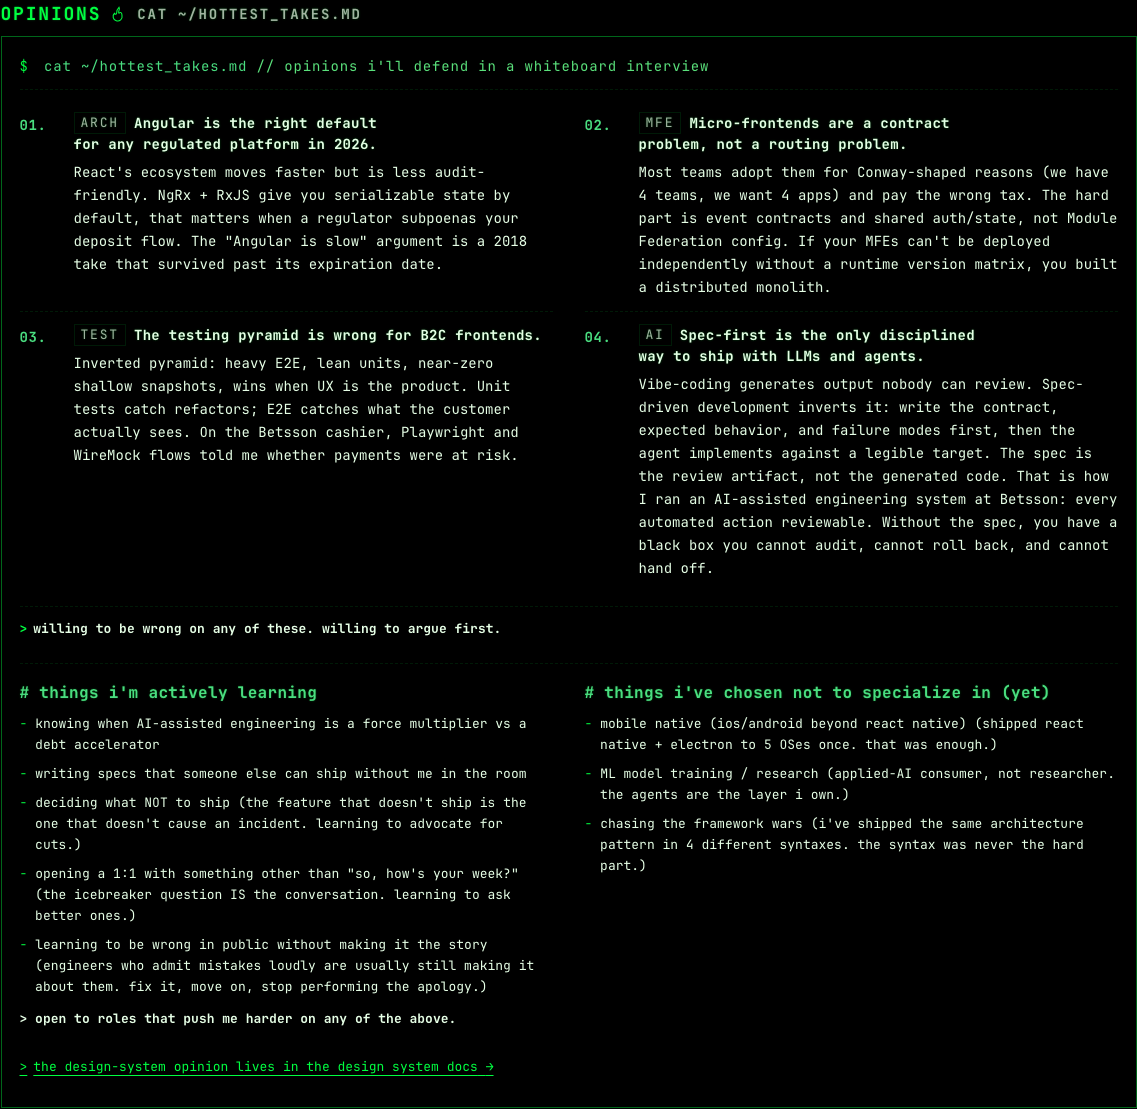 OPINIONS CAT ~/HOTTEST_TAKES.MD
$ cat ~/hottest_takes.md // opinions i'll defend in a whiteboard interview
01. ARCH Angular is the right default
for any regulated platform in 2026.
React's ecosystem moves faster but is less audit-
friendly. NgRx + RxJS give you serializable state by
default, that matters when a regulator subpoenas your
deposit flow. The "Angular is slow" argument is a 2018
take that survived past its expiration date.
02. MFE Micro-frontends are a contract
problem, not a routing problem.
Most teams adopt them for Conway-shaped reasons (we have
4 teams, we want 4 apps) and pay the wrong tax. The hard
part is event contracts and shared auth/state, not Module
Federation config. If your MFEs can't be deployed
independently without a runtime version matrix, you built
a distributed monolith.
03. TEST The testing pyramid is wrong for B2C frontends.
Inverted pyramid: heavy E2E, lean units, near-zero
shallow snapshots, wins when UX is the product. Unit
tests catch refactors; E2E catches what the customer
actually sees. On the Betsson cashier, Playwright and
WireMock flows told me whether payments were at risk.
04. AI Spec-first is the only disciplined
way to ship with LLMs and agents.
Vibe-coding generates output nobody can review. Spec-
driven development inverts it: write the contract,
expected behavior, and failure modes first, then the
agent implements against a legible target. The spec is
the review artifact, not the generated code. That is how
I ran an AI-assisted engineering system at Betsson: every
automated action reviewable. Without the spec, you have a
black box you cannot audit, cannot roll back, and cannot
hand off.
> willing to be wrong on any of these. willing to argue first.
# things i'm actively learning
- knowing when AI-assisted engineering is a force multiplier vs a
debt accelerator
- writing specs that someone else can ship without me in the room
- deciding what NOT to ship (the feature that doesn't ship is the
one that doesn't cause an incident. learning to advocate for
cuts.)
- opening a 1:1 with something other than "so, how's your week?"
(the icebreaker question IS the conversation. learning to ask
better ones.)
- learning to be wrong in public without making it the story
(engineers who admit mistakes loudly are usually still making it
about them. fix it, move on, stop performing the apology.)
> open to roles that push me harder on any of the above.
# things i've chosen not to specialize in (yet)
- mobile native (ios/android beyond react native) (shipped react
native + electron to 5 OSes once. that was enough.)
- ML model training / research (applied-AI consumer, not researcher.
the agents are the layer i own.)
- chasing the framework wars (i've shipped the same architecture
pattern in 4 different syntaxes. the syntax was never the hard
part.)
> the design-system opinion lives in the design system docs →